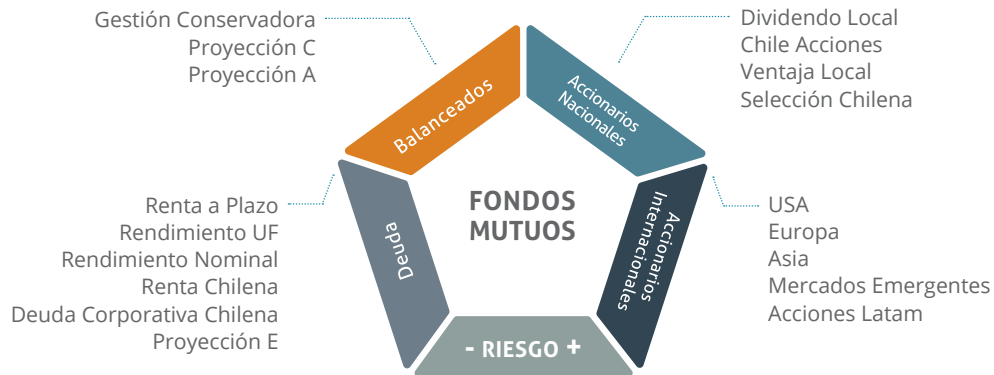 Gestión Conservadora
Proyección C
Proyección A
Balanceados
Dividendo Local
Chile Acciones
Ventaja Local
Selección Chilena
Accionarios
Nacionales
Renta a Plazo
Rendimiento UF
Rendimiento Nominal
Renta Chilena
Deuda Corporativa Chilena
Proyección E
Deuda
FONDOS
MUTUOS
Accionarios
Internacionales
USA
Europa
Asia
Mercados Emergentes
Acciones Latam
- RIESGO +